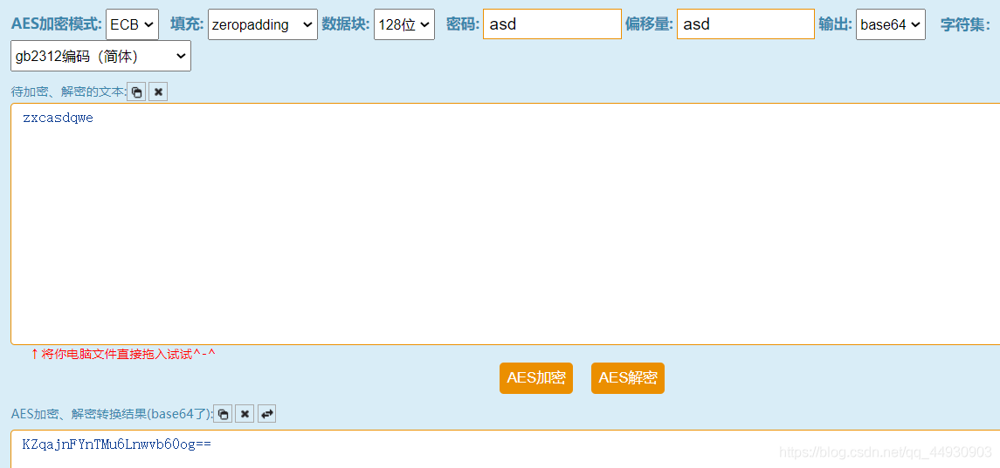 AES加密模式: ECB 填充: zeropadding 数据块: 128位 密码: asd 偏移量: asd 输出: base64 字符集:
gb2312编码（简体）
待加密、解密的文本:
zxcasdqwe
↑将你电脑文件直接拖入试试^-^
AES加密 AES解密
AES加密、解密转换结果(base64了):
KZqajnFYnTMu6Lnwvb60og==
https://blog.csdn.net/qq_44930903